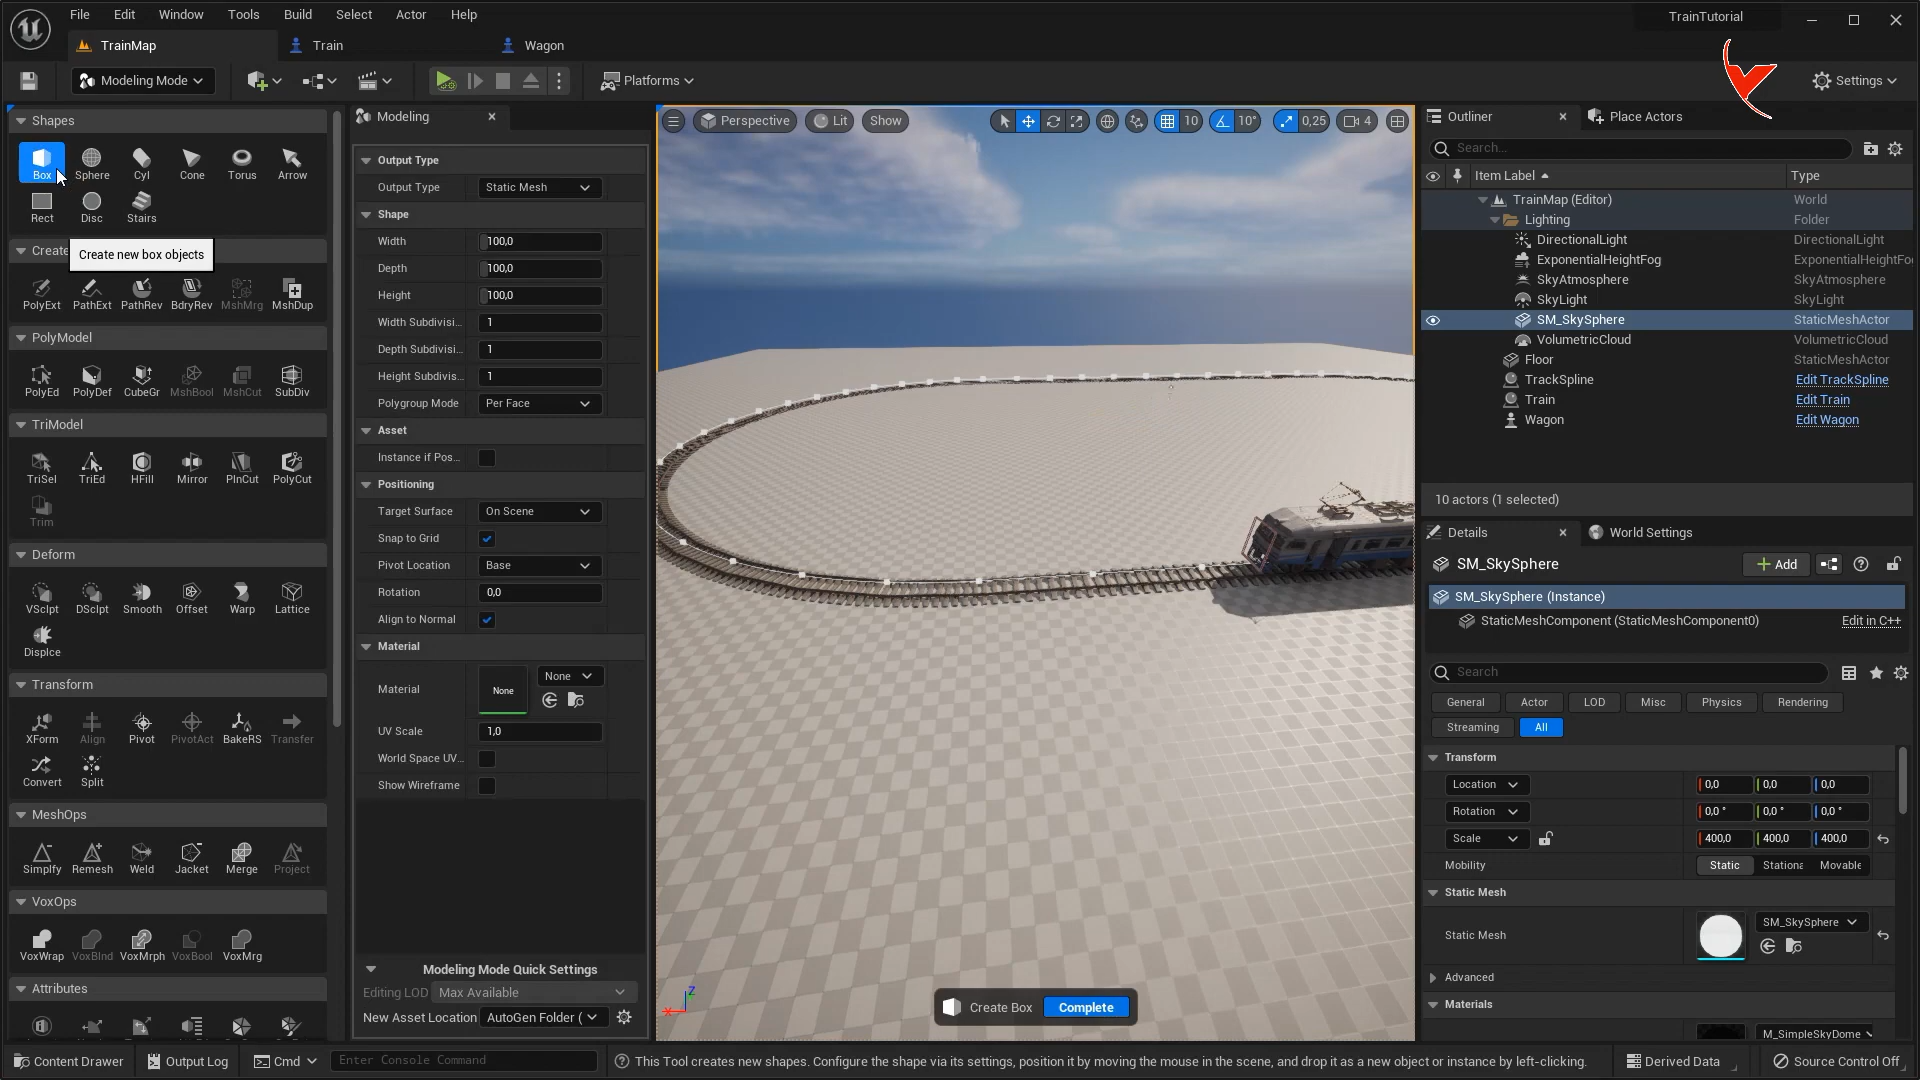 File Edit Window Tools Build Select Actor Help
TrainTutorial
TrainMap Train Wagon
Modeling Mode
Platforms
Settings
Shapes
Box Sphere Cyl Cone Torus Arrow
Rect Disc Stairs
Create
Create new box objects
PolyExt PathExt PathRev BdryRev MshMrg MshDup
PolyModel
PolyEd PolyDef CubeGr MshBool MshCut SubDiv
TriModel
TriSel TriEd HFill Mirror PlnCut PolyCut
Trim
Deform
VSclpt DSclpt Smooth Offset Warp Lattice
Displce
Transform
XForm Align Pivot PivotAct BakeRS Transfer
Convert Split
MeshOps
Simplfy Remesh Weld Jacket Merge Project
VoxOps
VoxWrap VoxBlnd VoxMrph VoxBool VoxMrg
Attributes
Modeling
Output Type
Output Type Static Mesh
Shape
Width 100,0
Depth 100,0
Height 100,0
Width Subdivisi... 1
Depth Subdivisi... 1
Height Subdivis... 1
Polygroup Mode Per Face
Asset
Instance if Pos...
Positioning
Target Surface On Scene
Snap to Grid
Pivot Location Base
Rotation 0,0
Align to Normal
Material
Material None None
UV Scale 1,0
World Space UV...
Show Wireframe
Modeling Mode Quick Settings
Editing LOD Max Available
New Asset Location AutoGen Folder (
Perspective Lit Show 10 10° 0,25 4
Z
X
Create Box Complete
Outliner Place Actors
Search...
Item Label Type
TrainMap (Editor) World
Lighting Folder
DirectionalLight DirectionalLight
ExponentialHeightFog ExponentialHeightFo
SkyAtmosphere SkyAtmosphere
SkyLight SkyLight
SM_SkySphere StaticMeshActor
VolumetricCloud VolumetricCloud
Floor StaticMeshActor
TrackSpline Edit TrackSpline
Train Edit Train
Wagon Edit Wagon
10 actors (1 selected)
Details World Settings
SM_SkySphere Add
SM_SkySphere (Instance)
StaticMeshComponent (StaticMeshComponent0) Edit in C++
Search
General Actor LOD Misc Physics Rendering
Streaming All
Transform
Location 0,0 0,0 0,0
Rotation 0,0 ° 0,0 ° 0,0 °
Scale 400,0 400,0 400,0
Mobility Static Stationa Movable
Static Mesh
Static Mesh SM_SkySphere
Advanced
Materials
M_SimpleSkyDome
Content Drawer Output Log Cmd Enter Console Command This Tool creates new shapes. Configure the shape via its settings, position it by moving the mouse in the scene, and drop it as a new object or instance by left-clicking. Derived Data Source Control Off